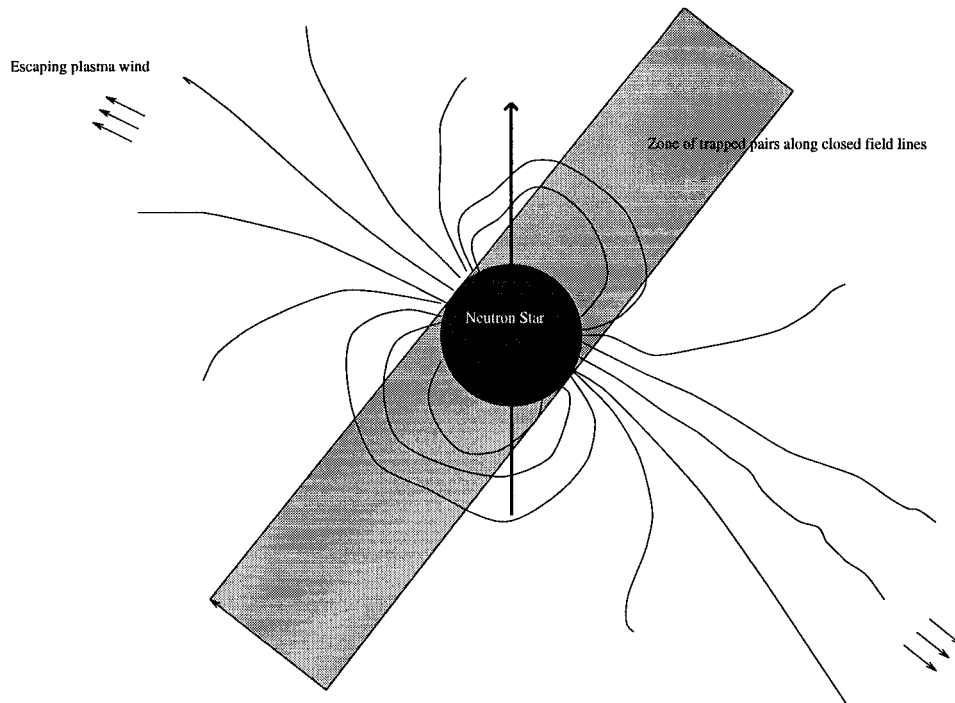 Escaping plasma wind
Zone of trapped pairs along closed field lines
Neutron Star